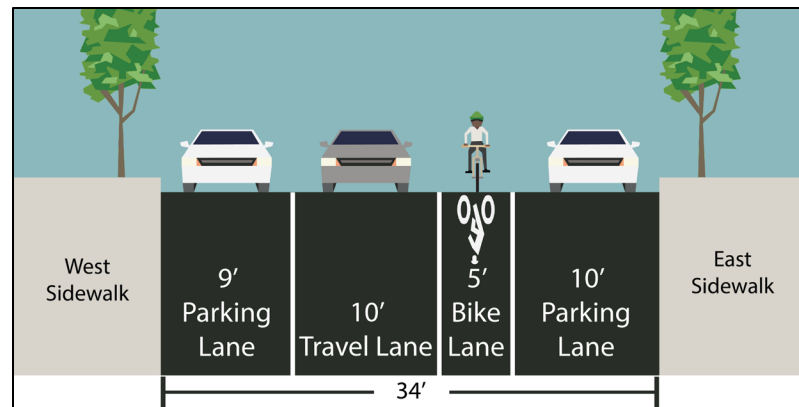 West
Sidewalk
9’
Parking
Lane
10’
Travel Lane
5’
Bike
Lane
10’
Parking
Lane
East
Sidewalk
34’